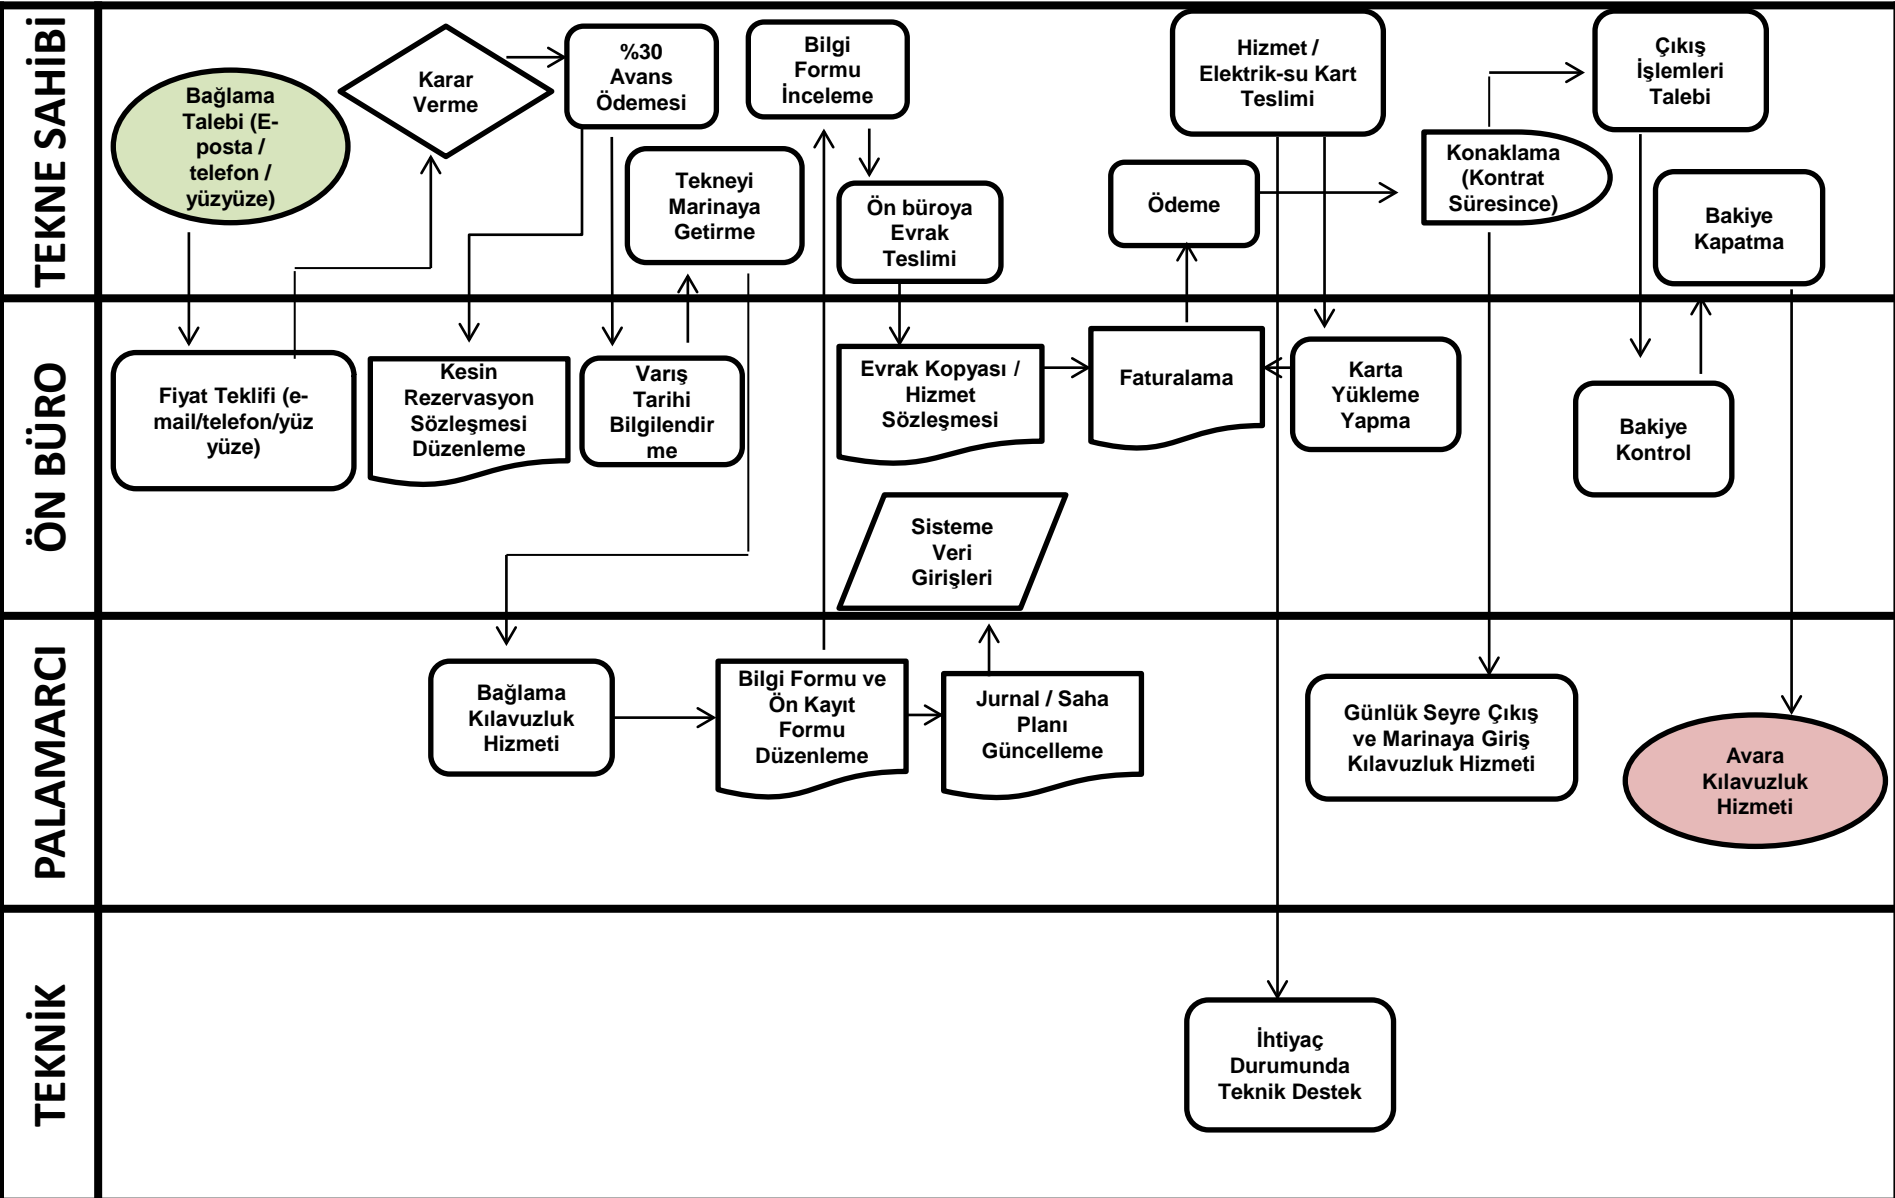 TEKNE SAHİBİ
Bağlama
Talebi (E-
posta /
telefon /
yüzyüze)
Karar
Verme
%30
Avans
Ödemesi
Tekneyi
Marinaya
Getirme
Bilgi
Formu
İnceleme
Ön büroya
Evrak
Teslimi
Ödeme
Hizmet /
Elektrik-su Kart
Teslimi
Konaklama
(Kontrat
Süresince)
Çıkış
İşlemleri
Talebi
Bakiye
Kapatma
ÖN BÜRO
Fiyat Teklifi (e-
mail/telefon/yüz
yüze)
Kesin
Rezervasyon
Sözleşmesi
Düzenleme
Varış
Tarihi
Bilgilendir
me
Evrak Kopyası /
Hizmet
Sözleşmesi
Faturalama
Karta
Yükleme
Yapma
Bakiye
Kontrol
Sisteme
Veri
Girişleri
PALAMARCI
Bağlama
Kılavuzluk
Hizmeti
Bilgi Formu ve
Ön Kayıt
Formu
Düzenleme
Jurnal / Saha
Planı
Güncelleme
Günlük Seyre Çıkış
ve Marinaya Giriş
Kılavuzluk Hizmeti
Avara
Kılavuzluk
Hizmeti
TEKNİK
İhtiyaç
Durumunda
Teknik Destek